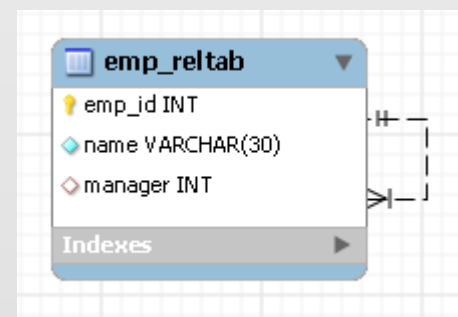 emp_reltab
emp_id INT
name VARCHAR(30)
manager INT
Indexes